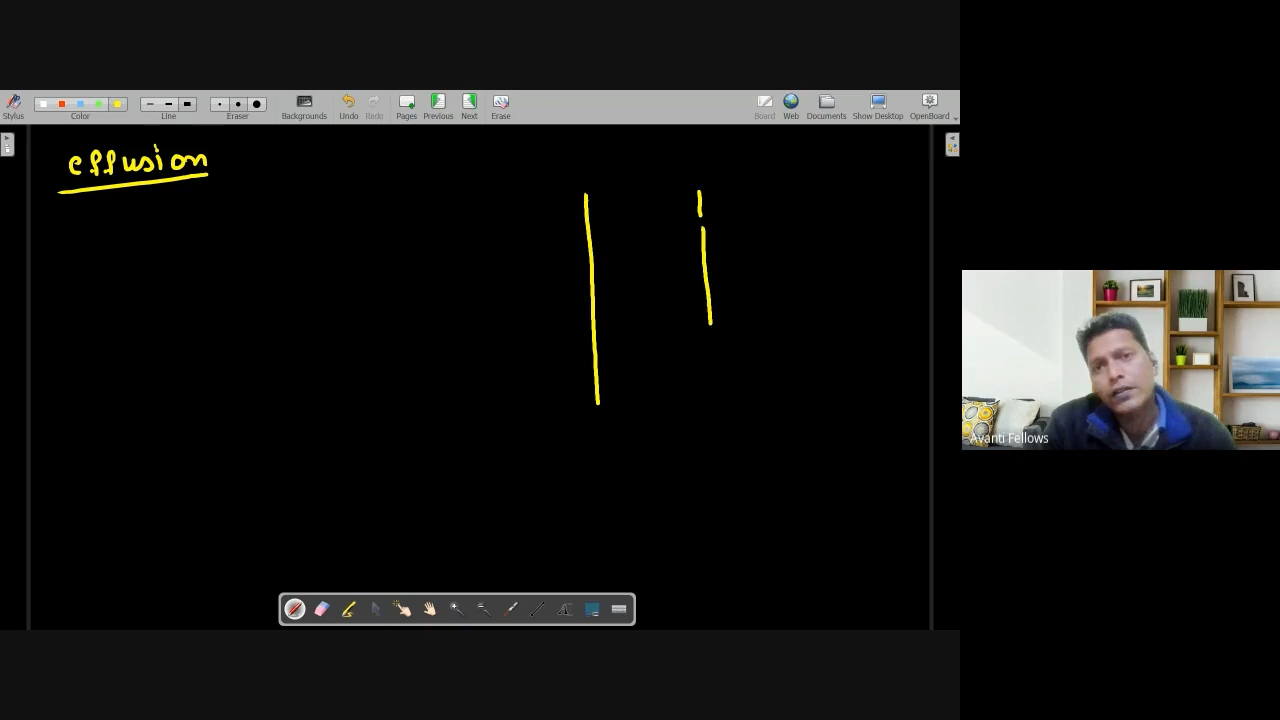 Stylus
Color
Line
Eraser
Backgrounds
Undo
Redo
Pages
Previous
Next
Erase
Board
Web
Documents
Show Desktop
OpenBoard
effusion
Avanti Fellows